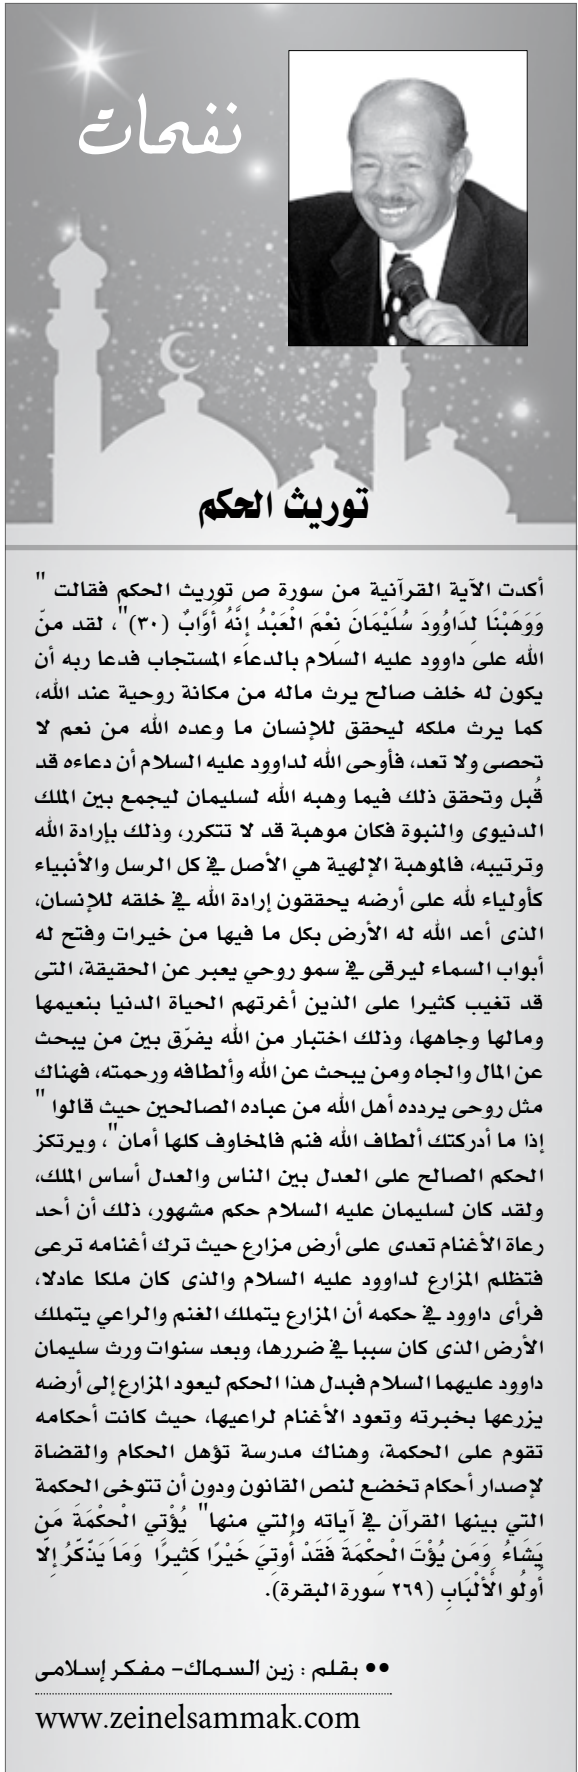 نفحات
توريث الحكم
أكدت الآية القرآنية من سورة ص توريث الحكم فقالت "
وَوَهَبْنَا لِدَاوُودَ سُلَيْمَانَ نِعْمَ الْعَبْدُ إِنَّهُ أَوَّابٌ (٣٠)"، لقد منّ
الله على داوود عليه السلام بالدعاء المستجاب فدعا ربه أن
يكون له خلف صالح يرث ماله من مكانة روحية عند الله،
كما يرث ملكه ليحقق للإنسان ما وعده الله من نعم لا
تحصى ولا تعد، فأوحى الله لداوود عليه السلام أن دعاءه قد
قُبل وتحقق ذلك فيما وهبه الله لسليمان ليجمع بين الملك
الدنيوى والنبوة فكان موهبة قد لا تتكرر، وذلك بإرادة الله
وترتيبه، فالموهبة الإلهية هي الأصل في كل الرسل والأنبياء
كأولياء لله على أرضه يحققون إرادة الله في خلقه للإنسان،
الذى أعد الله له الأرض بكل ما فيها من خيرات وفتح له
أبواب السماء ليرقى في سمو روحي يعبر عن الحقيقة، التى
قد تغيب كثيرا على الذين أغرتهم الحياة الدنيا بنعيمها
ومالها وجاهها، وذلك اختبار من الله يفرّق بين من يبحث
عن المال والجاه ومن يبحث عن الله وألطافه ورحمته، فهناك
مثل روحى يردده أهل الله من عباده الصالحين حيث قالوا "
إذا ما أدركتك ألطاف الله فنم فالمخاوف كلها أمان"، ويرتكز
الحكم الصالح على العدل بين الناس والعدل أساس الملك،
ولقد كان لسليمان عليه السلام حكم مشهور، ذلك أن أحد
رعاة الأغنام تعدى على أرض مزارع حيث ترك أغنامه ترعى
فتظلم المزارع لداوود عليه السلام والذى كان ملكا عادلا،
فرأى داوود في حكمه أن المزارع يتملك الغنم والراعي يتملك
الأرض الذى كان سببا في ضررها، وبعد سنوات ورث سليمان
داوود عليهما السلام فبدل هذا الحكم ليعود المزارع إلى أرضه
يزرعها بخبرته وتعود الأغنام لراعيها، حيث كانت أحكامه
تقوم على الحكمة، وهناك مدرسة تؤهل الحكام والقضاة
لإصدار أحكام تخضع لنص القانون ودون أن تتوخى الحكمة
التي بينها القرآن في آياته والتي منها" يُؤْتِي الْحِكْمَةَ مَن
يَشَاءُ وَمَن يُؤْتَ الْحِكْمَةَ فَقَدْ أُوتِيَ خَيْرًا كَثِيرًا وَمَا يَذَّكَّرُ إِلَّا
أُولُو الْأَلْبَابِ (٢٦٩ سورة البقرة).
•• بقلم : زين السماك- مفكر إسلامى
www.zeinelsammak.com